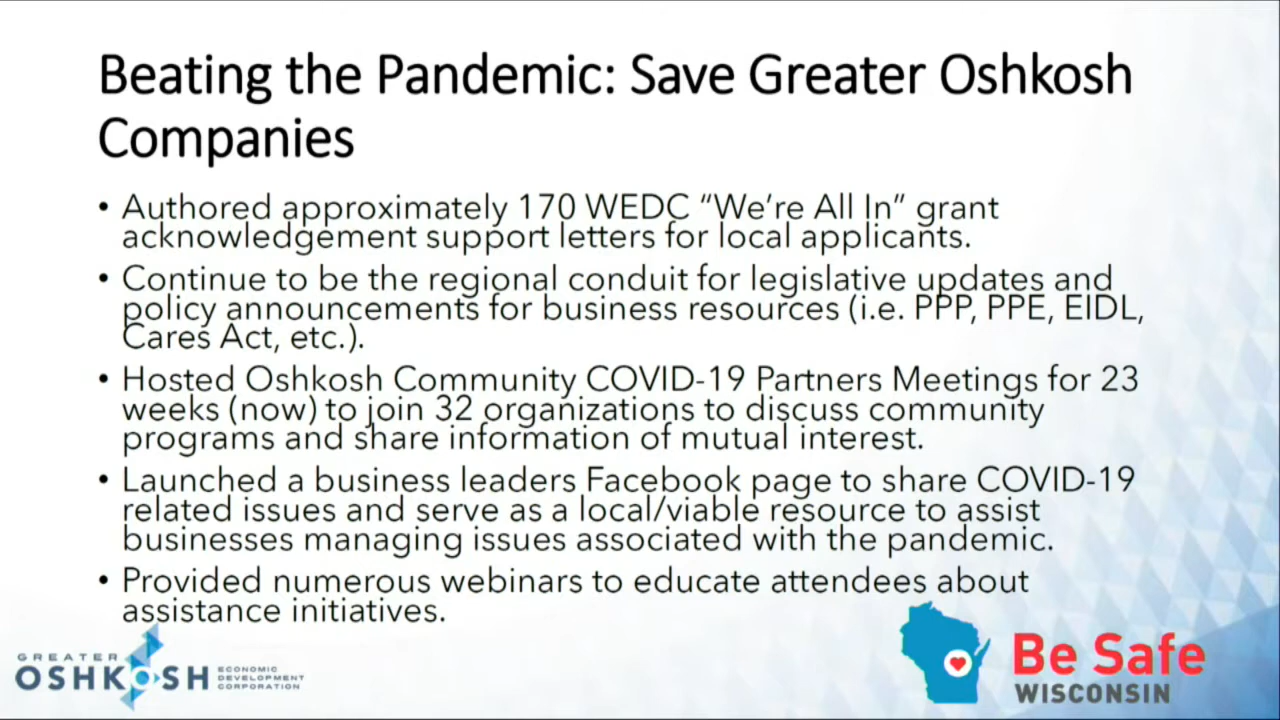 Beating the Pandemic: Save Greater Oshkosh
Companies
• Authored approximately 170 WEDC “We’re All In” grant
acknowledgement support letters for local applicants.
• Continue to be the regional conduit for legislative updates and
policy announcements for business resources (i.e. PPP, PPE, EIDL,
Cares Act, etc.).
• Hosted Oshkosh Community COVID-19 Partners Meetings for 23
weeks (now) to join 32 organizations to discuss community
programs and share information of mutual interest.
• Launched a business leaders Facebook page to share COVID-19
related issues and serve as a local/viable resource to assist
businesses managing issues associated with the pandemic.
• Provided numerous webinars to educate attendees about
assistance initiatives.
GREATER
OSHKOSH
ECONOMIC
DEVELOPMENT
CORPORATION
Be Safe
WISCONSIN